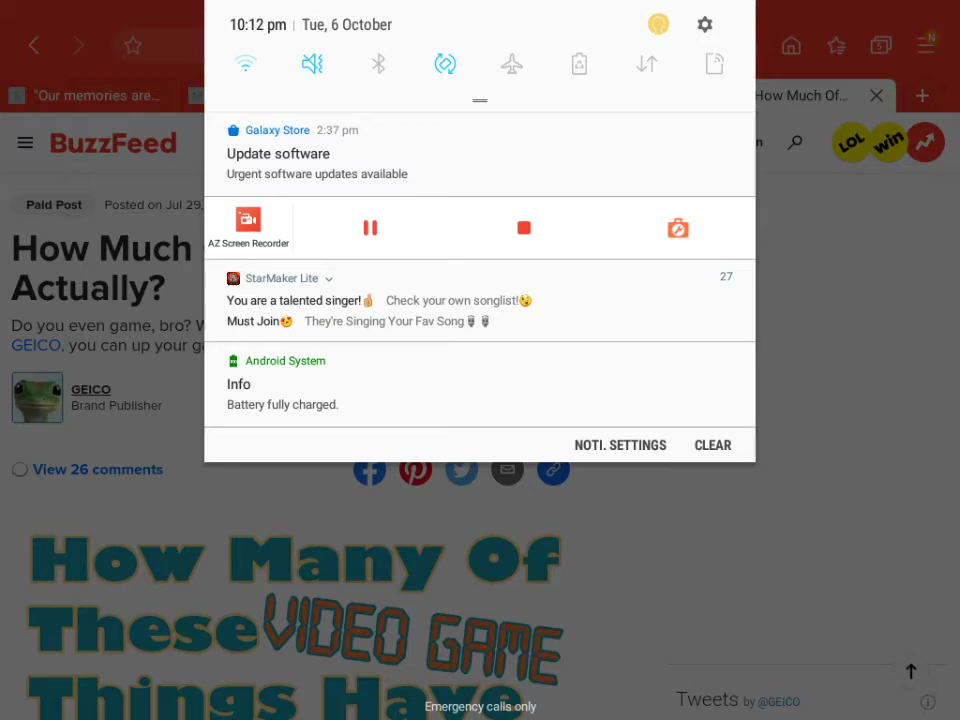 10:12 pm | Tue, 6 October
5
N
"Our memories are...
How Much Of...
BuzzFeed
LOL
win
Galaxy Store 2:37 pm
Update software
Urgent software updates available
Paid Post
Posted on Jul 29,
AZ Screen Recorder
How Much
Actually?
StarMaker Lite
27
You are a talented singer!☝ Check your own songlist!😘
Must Join😍 They're Singing Your Fav Song🎙🎙
Do you even game, bro? W
GEICO, you can up your ga
Android System
Info
Battery fully charged.
GEICO
Brand Publisher
NOTI. SETTINGS
CLEAR
View 26 comments
How Many Of
These VIDEO GAME
Things Have
Tweets by @GEICO
Emergency calls only